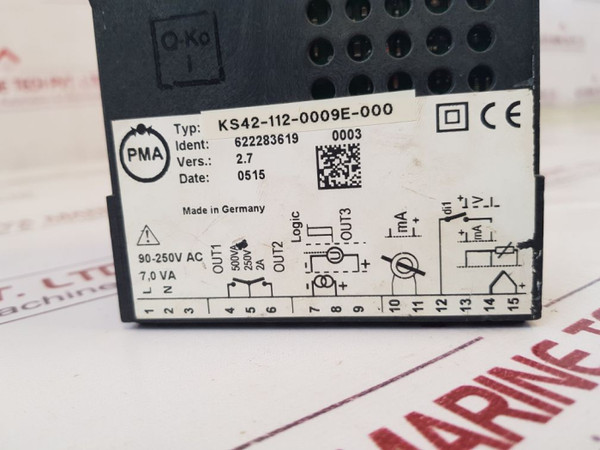 Q-Ko
I
PMA
Typ: KS42-112-0009E-000
Ident: 622283619 0003
Vers.: 2.7
Date: 0515
Made in Germany
CE
90-250V AC
7,0 VA
L N
OUT1
500VA
250V
2A
OUT2
Logic
OUT3
U
+
-
+
mA
- +
di1
+ V -
+ mA -
+
1 2 3 4 5 6 7 8 9 10 11 12 13 14 15
MARINE TO